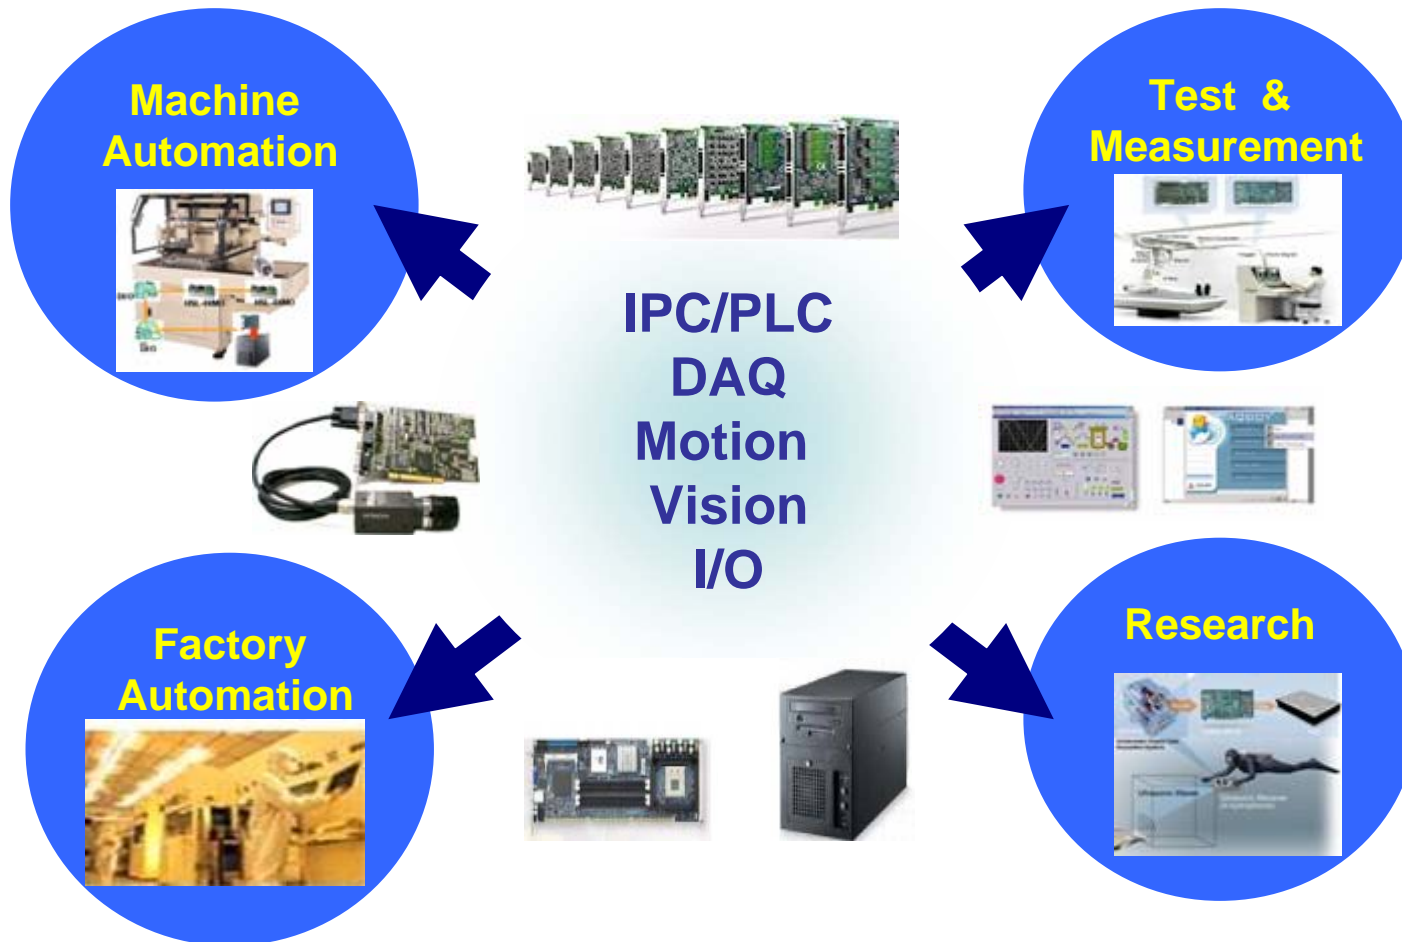 Machine
Automation
Test & 
Measurement
IPC/PLC
DAQ
Motion
Vision
I/O
Factory
Automation
Research